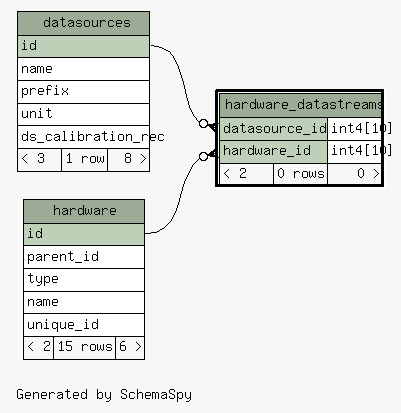 datasources
id
name
prefix
unit
ds_calibration_rec
< 3 1 row 8 >
hardware_datastreams
datasource_id int4[10]
hardware_id int4[10]
< 2 0 rows 0 >
hardware
id
parent_id
type
name
unique_id
< 2 15 rows 6 >
Generated by SchemaSpy